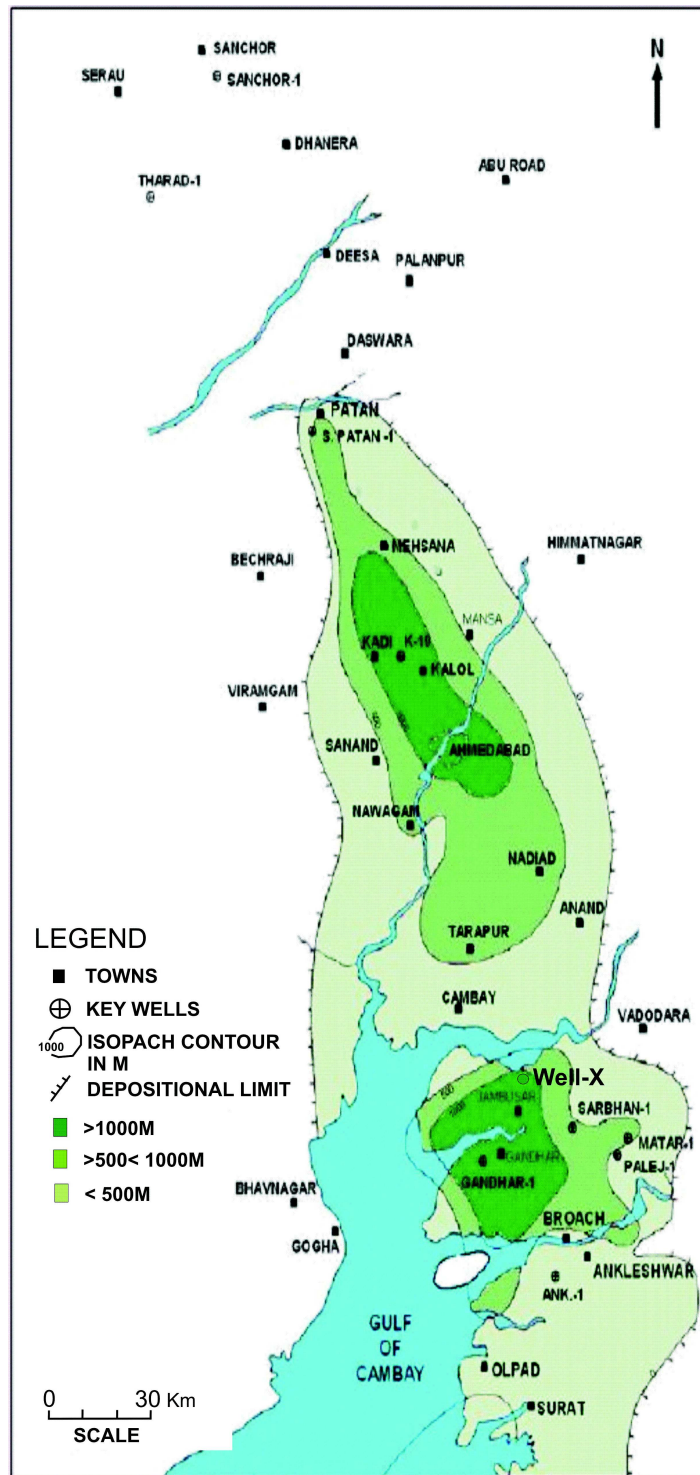 SANCHOR
SANCHOR-1
SERAU
N
DHANERA
ABU ROAD
THARAD-1
DEESA
PALANPUR
DASWARA
PATAN
S. PATAN -1
MEHSANA
HIMMATNAGAR
BECHRAJI
MANSA
KADI
K-10
KALOL
VIRAMGAM
SANAND
AHMEDABAD
NAWAGAM
NADIAD
ANAND
TARAPUR
CAMBAY
VADODARA
Well-X
JAMBUSAR
1000
SARBHAN-1
MATAR-1
GANDHAR
PALEJ-1
GANDHAR-1
BHAVNAGAR
BROACH
GOGHA
ANKLESHWAR
ANK.-1
GULF
OF
CAMBAY
OLPAD
SURAT
LEGEND
TOWNS
KEY WELLS
1000
ISOPACH CONTOUR
IN M
DEPOSITIONAL LIMIT
>1000M
>500< 1000M
< 500M
0 30 Km
SCALE